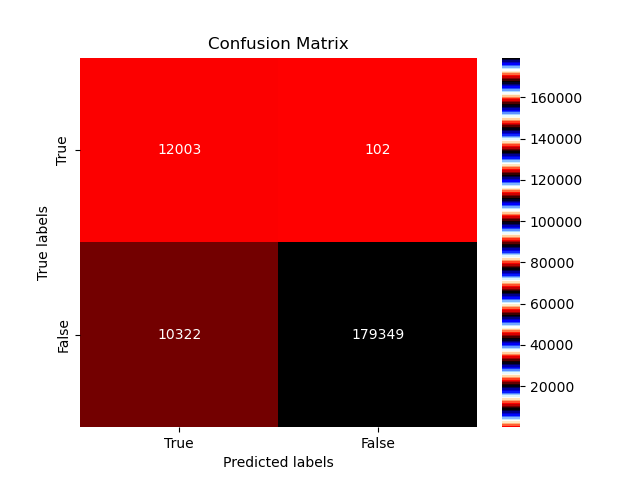 Confusion Matrix
True
12003
102
False
10322
179349
True labels
True
False
Predicted labels
160000
140000
120000
100000
80000
60000
40000
20000